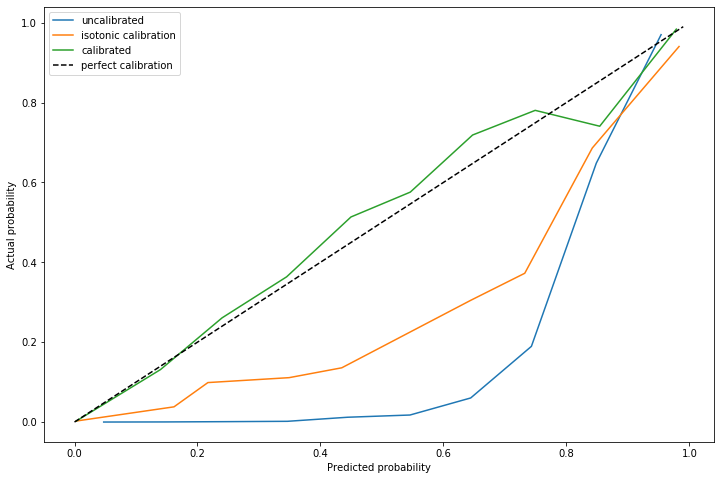 uncalibrated
isotonic calibration
calibrated
perfect calibration
1.0
0.8
0.6
0.4
0.2
0.0
Actual probability
0.0 0.2 0.4 0.6 0.8 1.0
Predicted probability